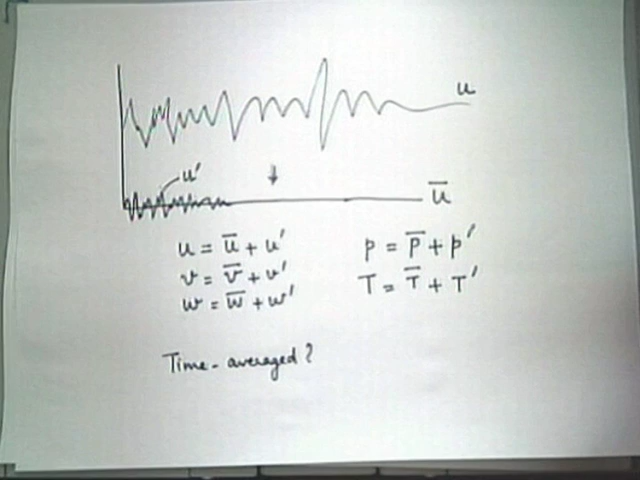 u
u'
ū
u = ū + u'
p = p̄ + p'
v = v̄ + v'
T = T̄ + T'
w = w̄ + w'
Time-averaged?